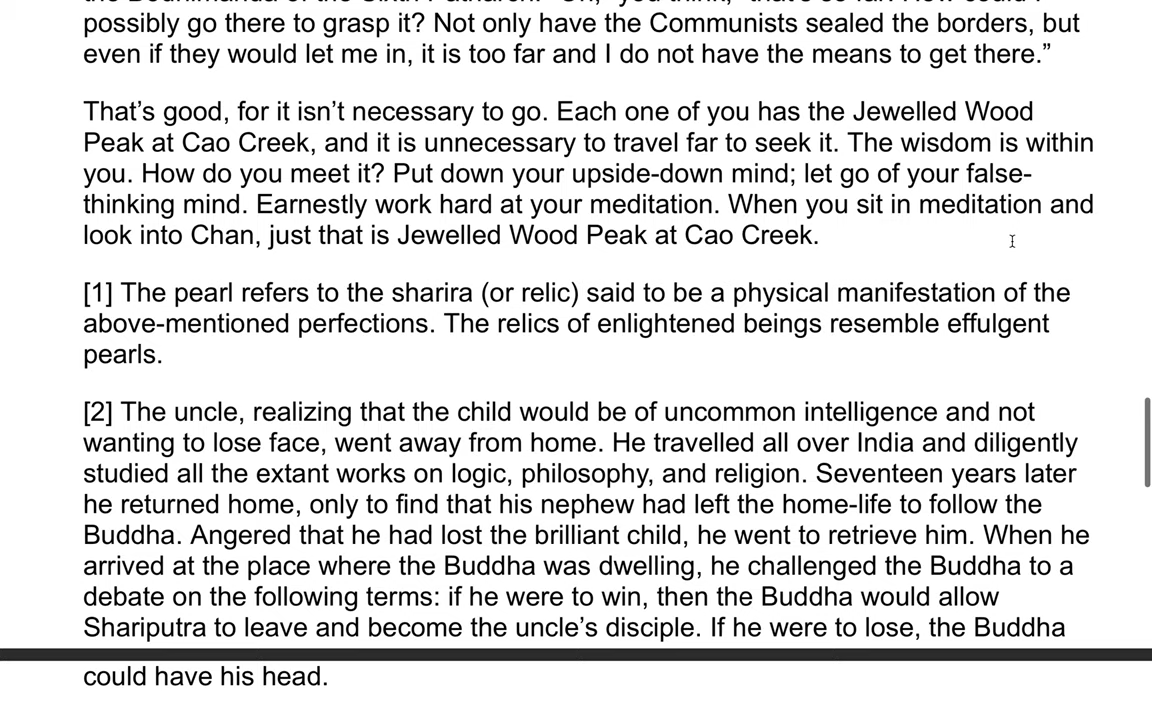 possibly go there to grasp it? Not only have the Communists sealed the borders, but
even if they would let me in, it is too far and I do not have the means to get there.”
That’s good, for it isn’t necessary to go. Each one of you has the Jewelled Wood
Peak at Cao Creek, and it is unnecessary to travel far to seek it. The wisdom is within
you. How do you meet it? Put down your upside-down mind; let go of your false-
thinking mind. Earnestly work hard at your meditation. When you sit in meditation and
look into Chan, just that is Jewelled Wood Peak at Cao Creek.
[1] The pearl refers to the sharira (or relic) said to be a physical manifestation of the
above-mentioned perfections. The relics of enlightened beings resemble effulgent
pearls.
[2] The uncle, realizing that the child would be of uncommon intelligence and not
wanting to lose face, went away from home. He travelled all over India and diligently
studied all the extant works on logic, philosophy, and religion. Seventeen years later
he returned home, only to find that his nephew had left the home-life to follow the
Buddha. Angered that he had lost the brilliant child, he went to retrieve him. When he
arrived at the place where the Buddha was dwelling, he challenged the Buddha to a
debate on the following terms: if he were to win, then the Buddha would allow
Shariputra to leave and become the uncle’s disciple. If he were to lose, the Buddha
could have his head.